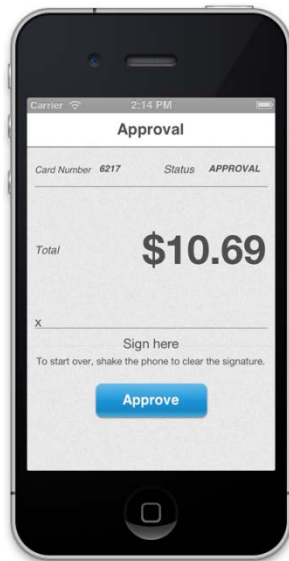 Carrier 2:14 PM
Approval
Card Number 6217 Status APPROVAL
Total $10.69
x
Sign here
To start over, shake the phone to clear the signature.
Approve